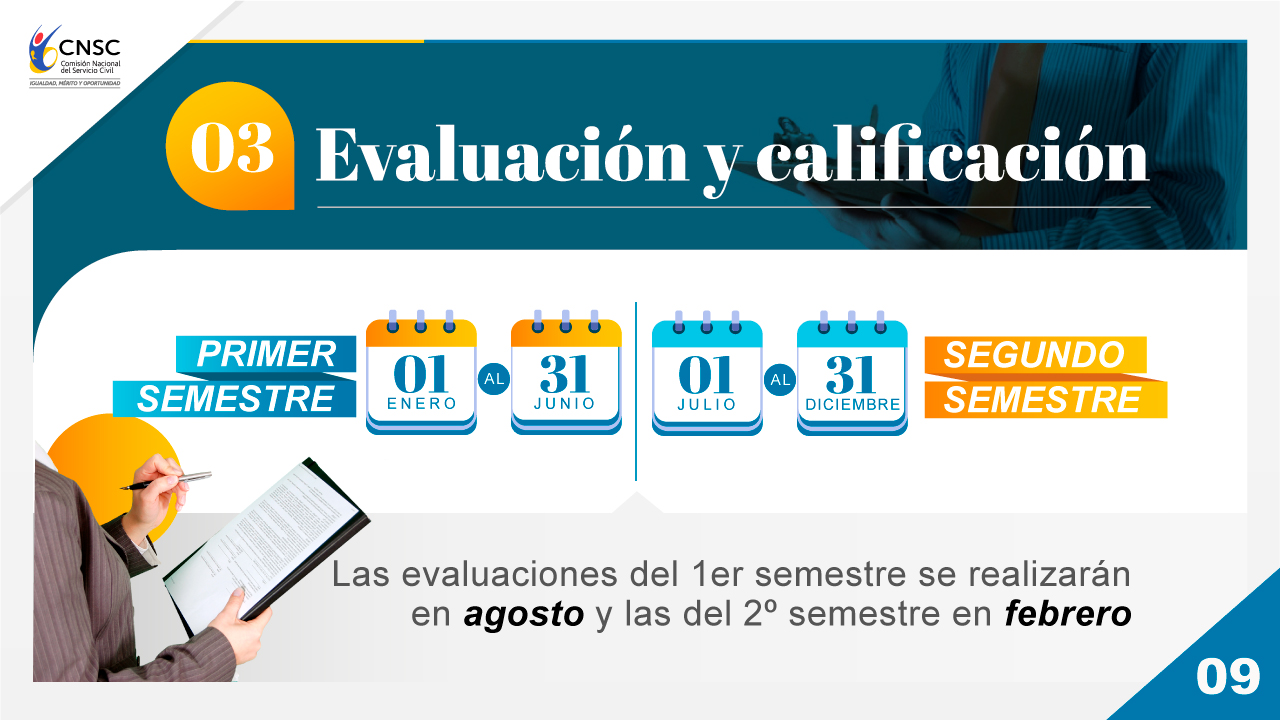 CNSC
Comisión Nacional
del Servicio Civil
IGUALDAD, MÉRITO Y OPORTUNIDAD
03
Evaluación y calificación
PRIMER
SEMESTRE
01
ENERO
AL
31
JUNIO
01
JULIO
AL
31
DICIEMBRE
SEGUNDO
SEMESTRE
Las evaluaciones del 1er semestre se realizarán
en agosto y las del 2º semestre en febrero
09